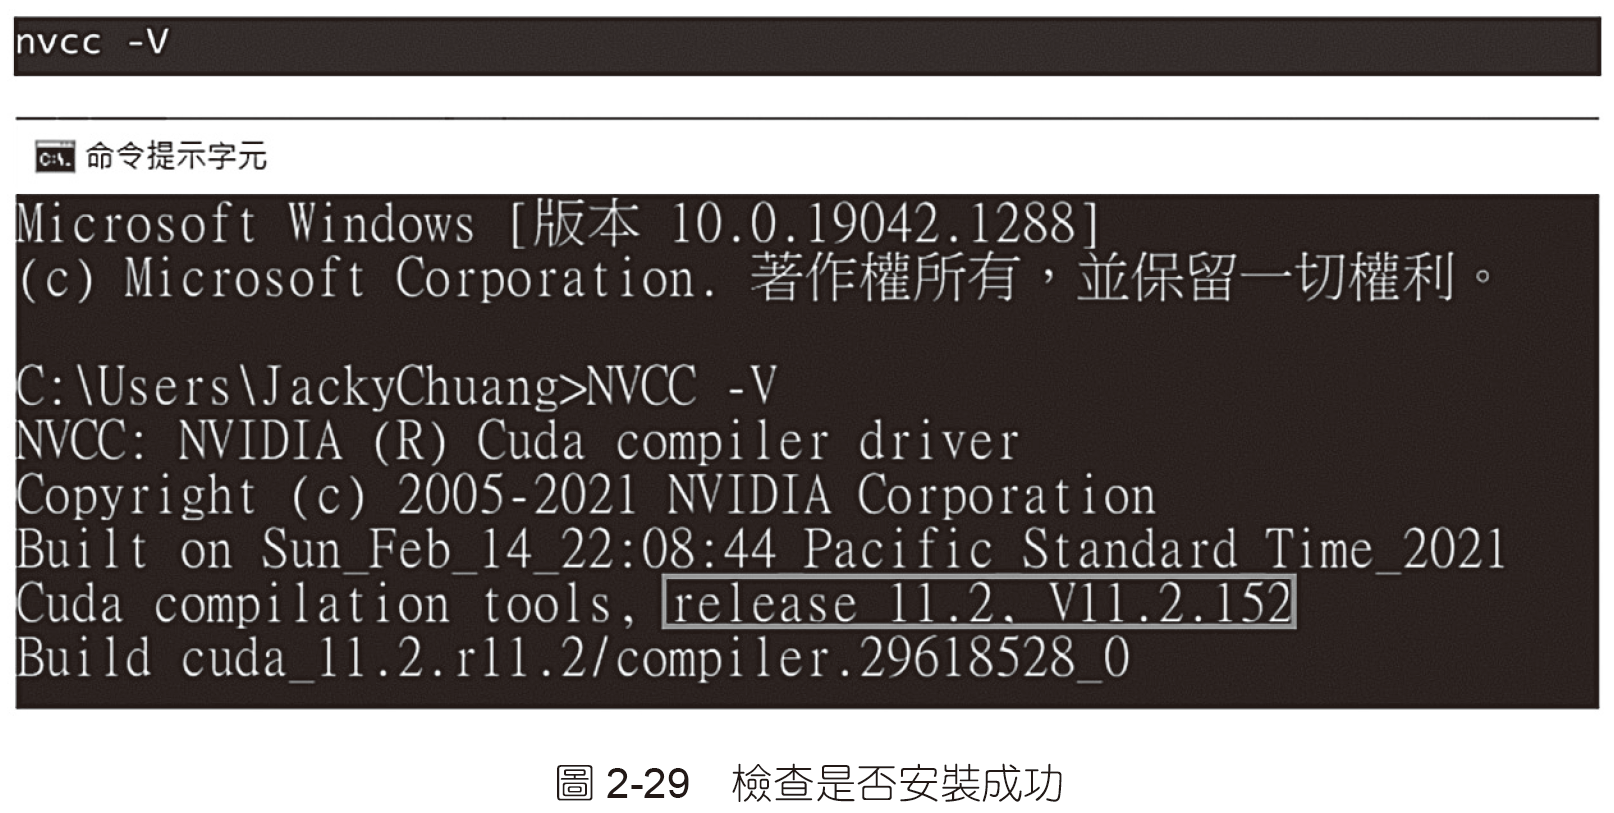 nvcc -V
C:\. 命令提示字元
Microsoft Windows [版本 10.0.19042.1288]
(c) Microsoft Corporation. 著作權所有，並保留一切權利。
C:\Users\JackyChuang>NVCC -V
NVCC: NVIDIA (R) Cuda compiler driver
Copyright (c) 2005-2021 NVIDIA Corporation
Built on Sun_Feb_14_22:08:44_Pacific_Standard_Time_2021
Cuda compilation tools, release 11.2, V11.2.152
Build cuda_11.2.r11.2/compiler.29618528_0
圖 2-29 檢查是否安裝成功